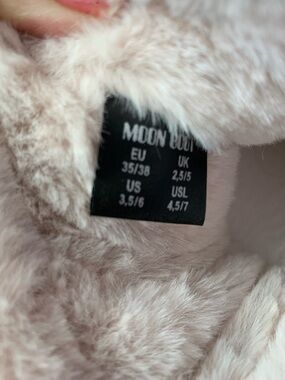 MOON BOOT
EU UK
35/38 2,5/5
US USL
3,5/6 4,5/7